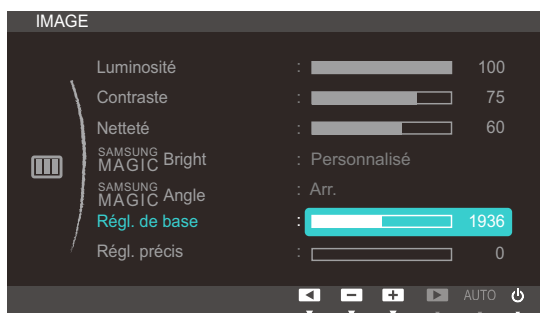 IMAGE
Luminosité : 100
Contraste : 75
Netteté : 60
SAMSUNG MAGIC Bright : Personnalisé
SAMSUNG MAGIC Angle : Arr.
Régl. de base : 1936
Régl. précis : 0
AUTO